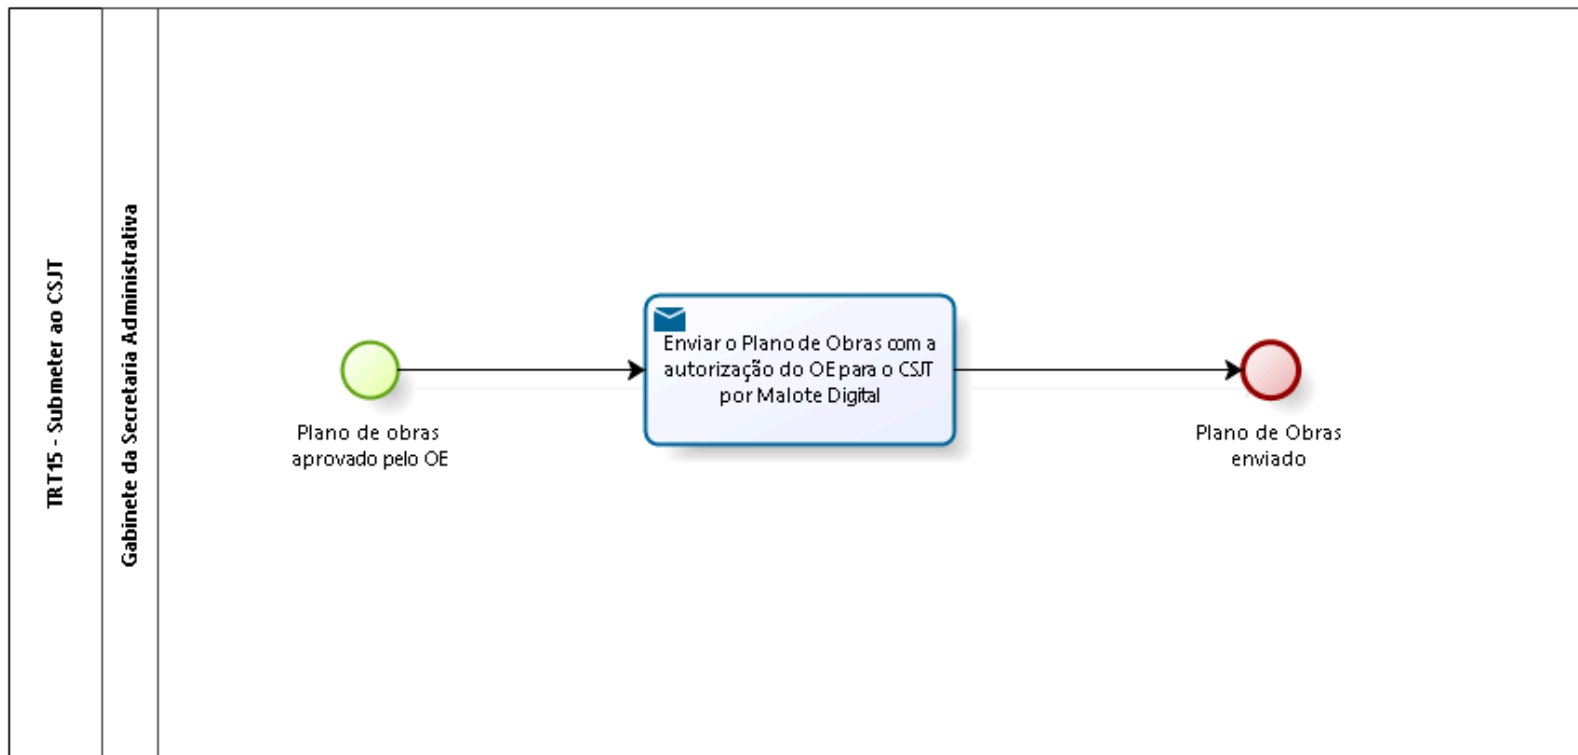 TRT15 - Submeter ao CSJT
Gabinete da Secretaria Administrativa
Plano de obras
aprovado pelo OE
Enviar o Plano de Obras com a
autorização do OE para o CSJT
por Malote Digital
Plano de Obras
enviado